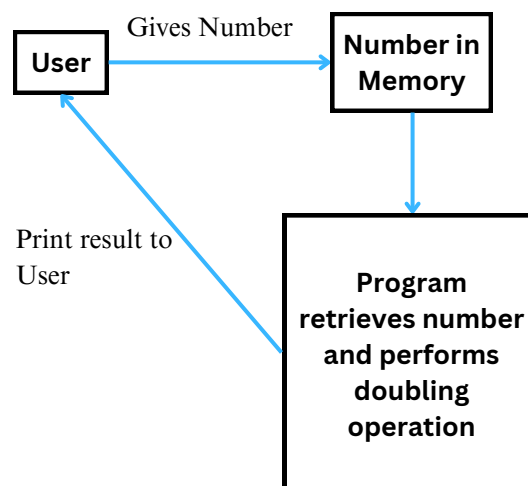 Gives Number
User
Number in
Memory
Print result to
User
Program
retrieves number
and performs
doubling
operation